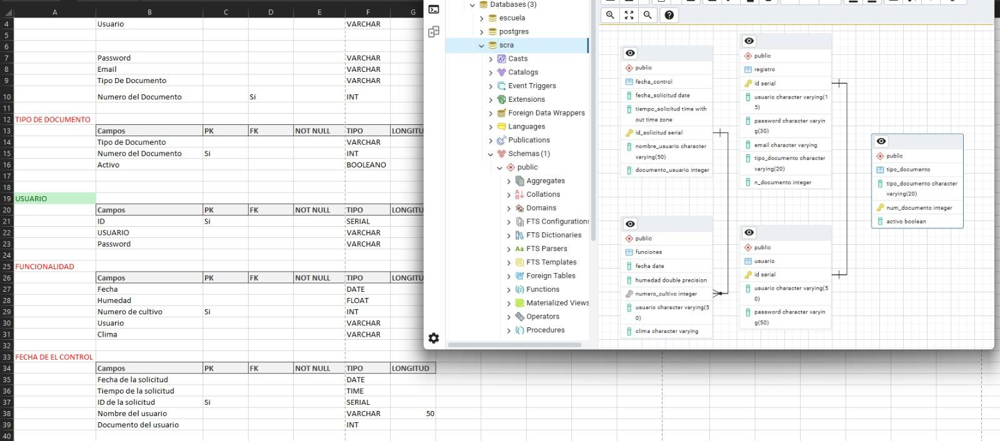 A B C D E F G
4 Usuario VARCHAR
5
6
7 Password VARCHAR
8 Email VARCHAR
9 Tipo De Documento VARCHAR
10 Numero del Documento Si INT
11
12 TIPO DE DOCUMENTO
13 Campos PK FK NOT NULL TIPO LONGITU
14 Tipo de Documento VARCHAR
15 Numero del Documento Si INT
16 Activo BOOLEANO
17
18
19 USUARIO
20 Campos PK FK NOT NULL TIPO LONGITU
21 ID Si SERIAL
22 USUARIO VARCHAR
23 Password VARCHAR
24
25 FUNCIONALIDAD
26 Campos PK FK NOT NULL TIPO LONGITU
27 Fecha DATE
28 Humedad FLOAT
29 Numero de cultivo Si INT
30 Usuario VARCHAR
31 Clima VARCHAR
32
33 FECHA DE EL CONTROL
34 Campos PK FK NOT NULL TIPO LONGITUD
35 Fecha de la solicitud DATE
36 Tiempo de la solicitud TIME
37 ID de la solicitud Si SERIAL
38 Nombre del usuario VARCHAR 50
39 Documento del usuario INT
40
Databases (3)
escuela
postgres
scra
Casts
Catalogs
Event Triggers
Extensions
Foreign Data Wrappers
Languages
Publications
Schemas (1)
public
Aggregates
Collations
Domains
FTS Configurations
FTS Dictionaries
Aa FTS Parsers
FTS Templates
Foreign Tables
Functions
Materialized Views
Operators
Procedures
public
fecha_control
fecha_solicitud date
tiempo_solicitud time with
out time zone
id_solicitud serial
nombre_usuario character
varying(50)
documento_usuario integer
public
registro
id serial
usuario character varying(1
5)
password character varyin
g(30)
email character varying
tipo_documento character
varying(20)
n_documento integer
public
tipo_documento
tipo_documento character
varying(20)
num_documento integer
activo boolean
public
funciones
fecha date
humedad double precision
numero_cultivo integer
usuario character varying(5
0)
clima character varying
public
usuario
id serial
usuario character varying(5
0)
password character varyin
g(50)